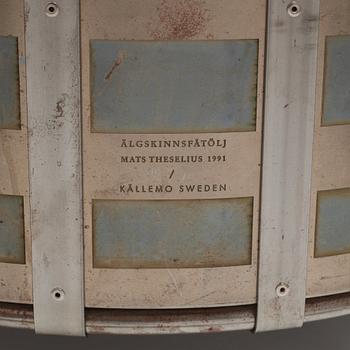 ÄLGSKINNSFÅTÖLJ
MATS THESELIUS 1991
/
KÄLLEMO SWEDEN